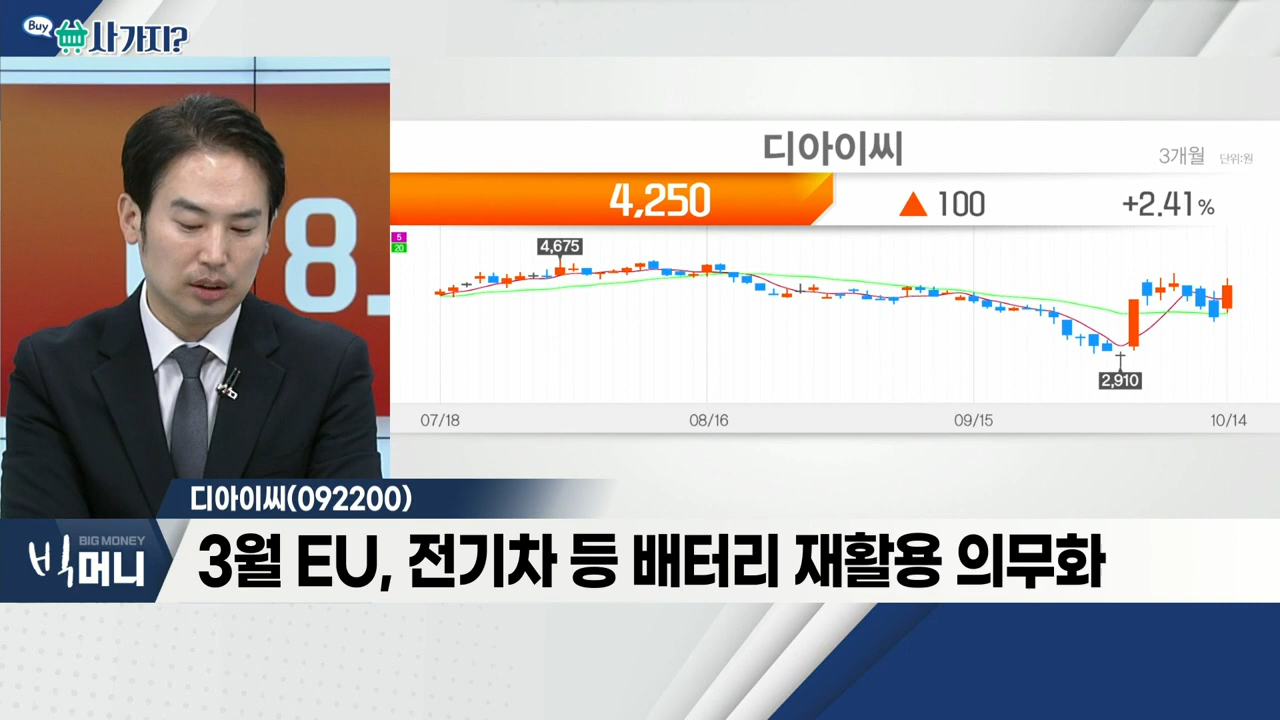 Buy
사가지?
8.
디아이씨
3개월 단위:원
4,250 ▲ 100 +2.41%
5
20
4,675
2,910
07/18 08/16 09/15 10/14
디아이씨(092200)
BIG MONEY
빅머니
3월 EU, 전기차 등 배터리 재활용 의무화